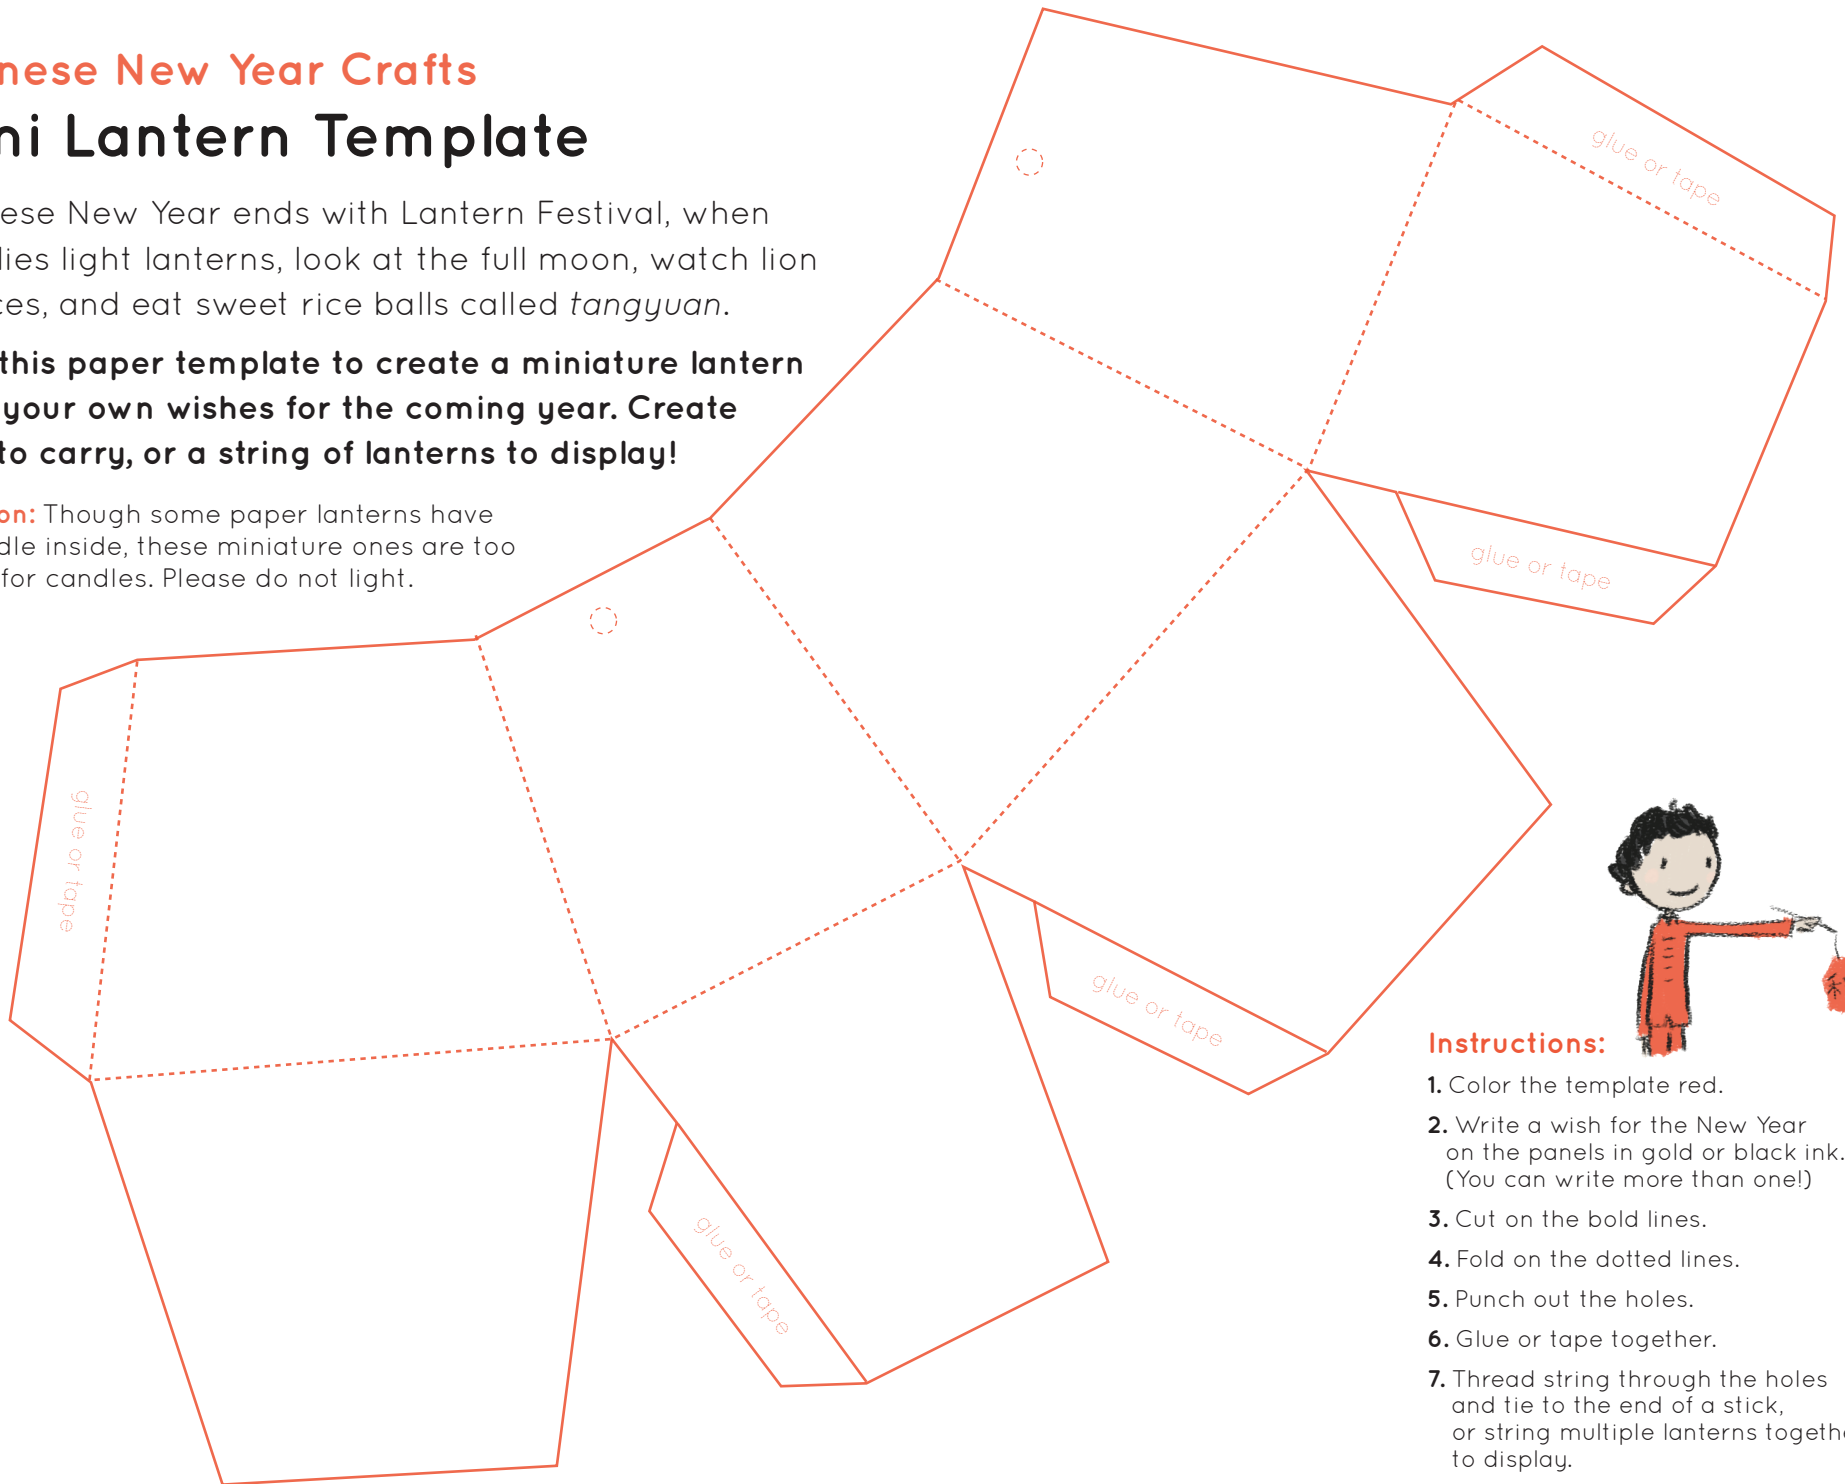 nese New Year Crafts
ni Lantern Template
ese New Year ends with Lantern Festival, when
lies light lanterns, look at the full moon, watch lion
ces, and eat sweet rice balls called tangyuan.
this paper template to create a miniature lantern
your own wishes for the coming year. Create
to carry, or a string of lanterns to display!
on: Though some paper lanterns have
dle inside, these miniature ones are too
for candles. Please do not light.
glue or tape
glue or tape
glue or tape
glue or tape
glue or tape
Instructions:
1. Color the template red.
2. Write a wish for the New Year
on the panels in gold or black ink.
(You can write more than one!)
3. Cut on the bold lines.
4. Fold on the dotted lines.
5. Punch out the holes.
6. Glue or tape together.
7. Thread string through the holes
and tie to the end of a stick,
or string multiple lanterns togeth
to display.